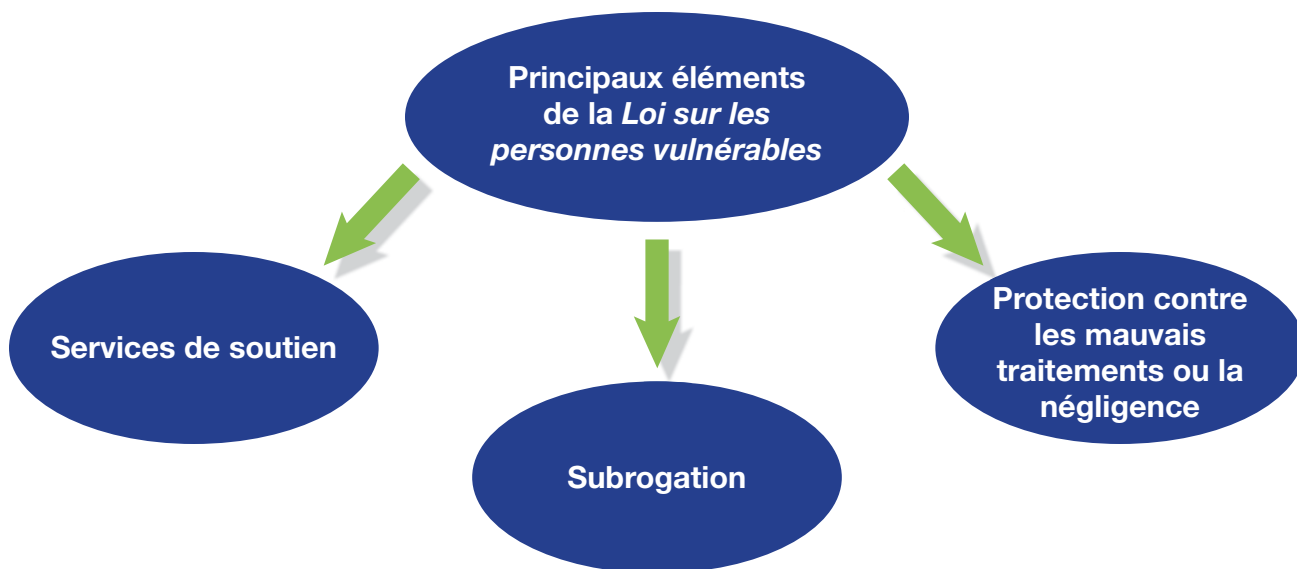 Principaux éléments
de la Loi sur les
personnes vulnérables
Services de soutien
Subrogation
Protection contre
les mauvais
traitements ou la
négligence